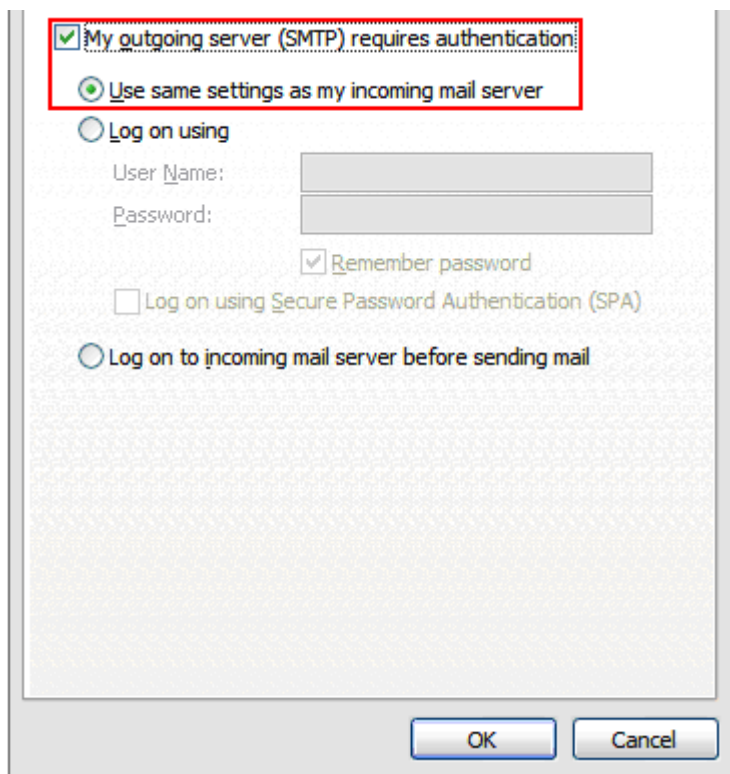 My outgoing server (SMTP) requires authentication
Use same settings as my incoming mail server
Log on using
User Name:
Password:
Remember password
Log on using Secure Password Authentication (SPA)
Log on to incoming mail server before sending mail
OK Cancel